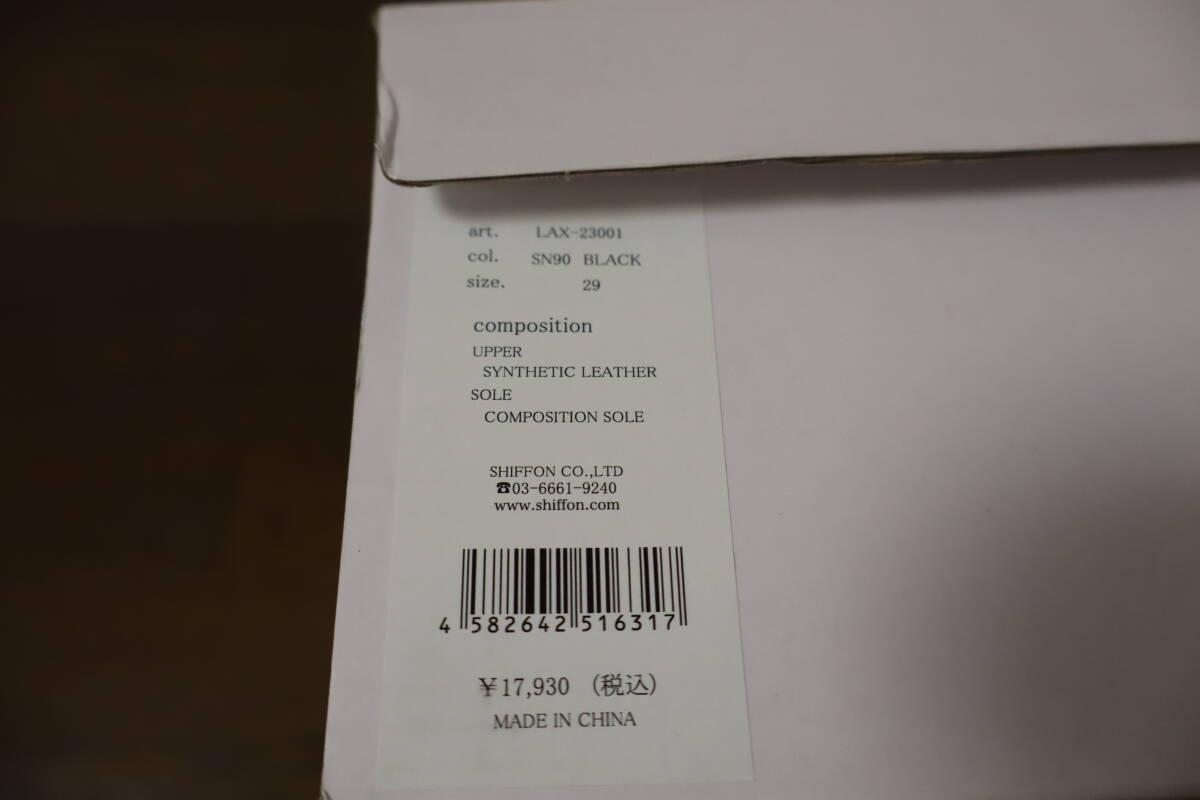 art. LAX-23001
col. SN90 BLACK
size. 29
composition
UPPER
SYNTHETIC LEATHER
SOLE
COMPOSITION SOLE
SHIFFON CO.,LTD
☎03-6661-9240
www.shiffon.com
4 582642 516317
¥17,930 (税込)
MADE IN CHINA